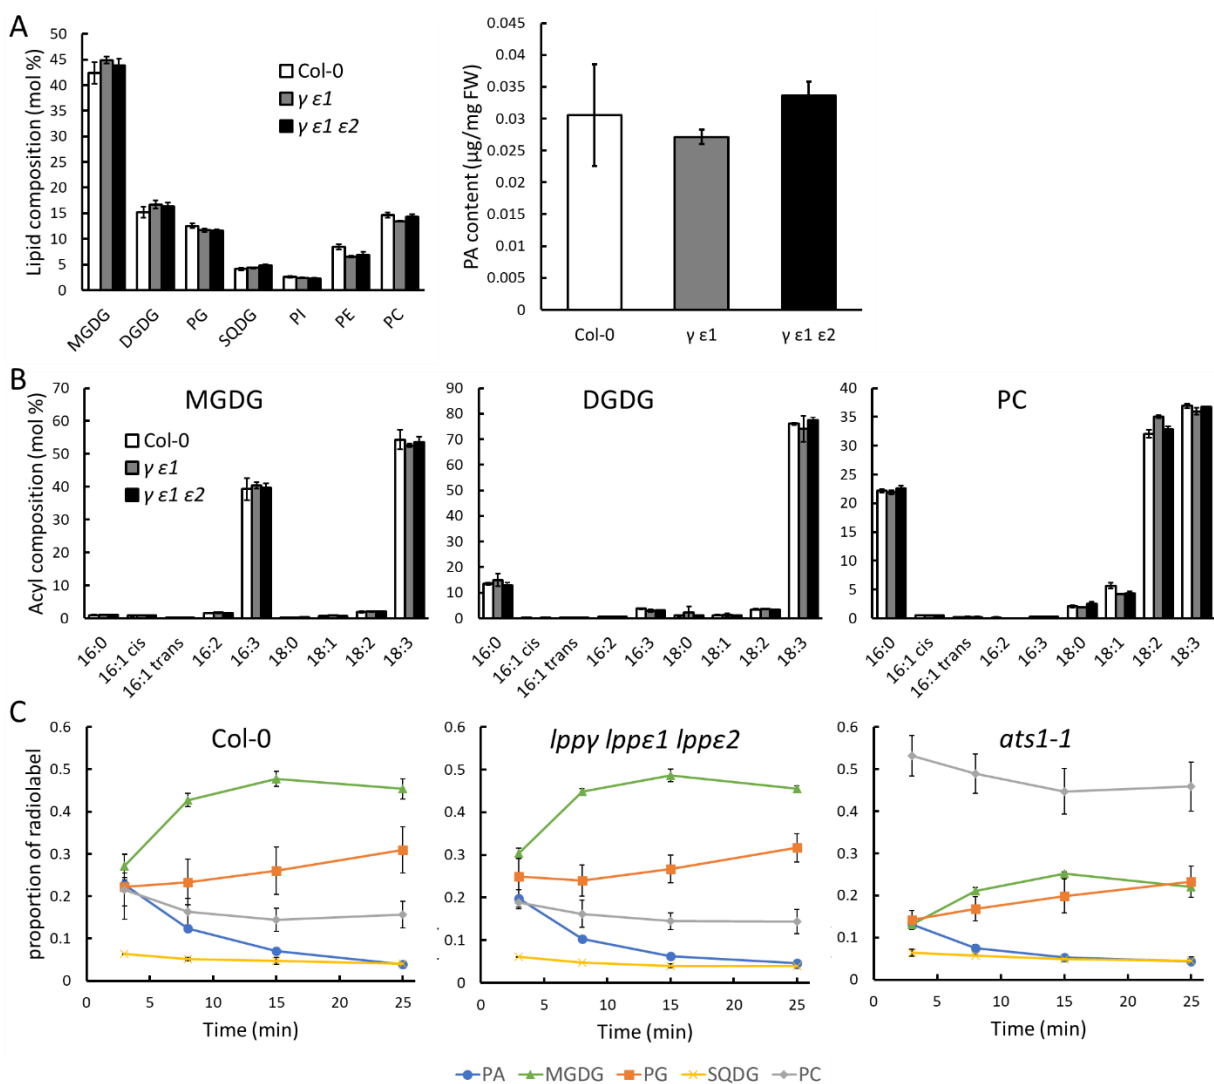 A
Lipid composition (mol %)
50
45
40
35
30
25
20
15
10
5
0
Col-0
γ ε1
γ ε1 ε2
MGDG
DGDG
PG
SQDG
PI
PE
PC
PA content (µg/mg FW)
0.045
0.04
0.035
0.03
0.025
0.02
0.015
0.01
0.005
0
Col-0
γ ε1
γ ε1 ε2
B
Acyl composition (mol %)
MGDG
70
60
50
40
30
20
10
0
Col-0
γ ε1
γ ε1 ε2
16:0
16:1 cis
16:1 trans
16:2
16:3
18:0
18:1
18:2
18:3
DGDG
90
80
70
60
50
40
30
20
10
0
16:0
16:1 cis
16:1 trans
16:2
16:3
18:0
18:1
18:2
18:3
PC
40
35
30
25
20
15
10
5
0
16:0
16:1 cis
16:1 trans
16:2
16:3
18:0
18:1
18:2
18:3
C
proportion of radiolabel
Col-0
0.6
0.5
0.4
0.3
0.2
0.1
0
0 5 10 15 20 25
Time (min)
lppγ lppε1 lppε2
0.6
0.5
0.4
0.3
0.2
0.1
0
0 5 10 15 20 25
Time (min)
ats1-1
0.6
0.5
0.4
0.3
0.2
0.1
0
0 5 10 15 20 25
Time (min)
PA MGDG PG SQDG PC